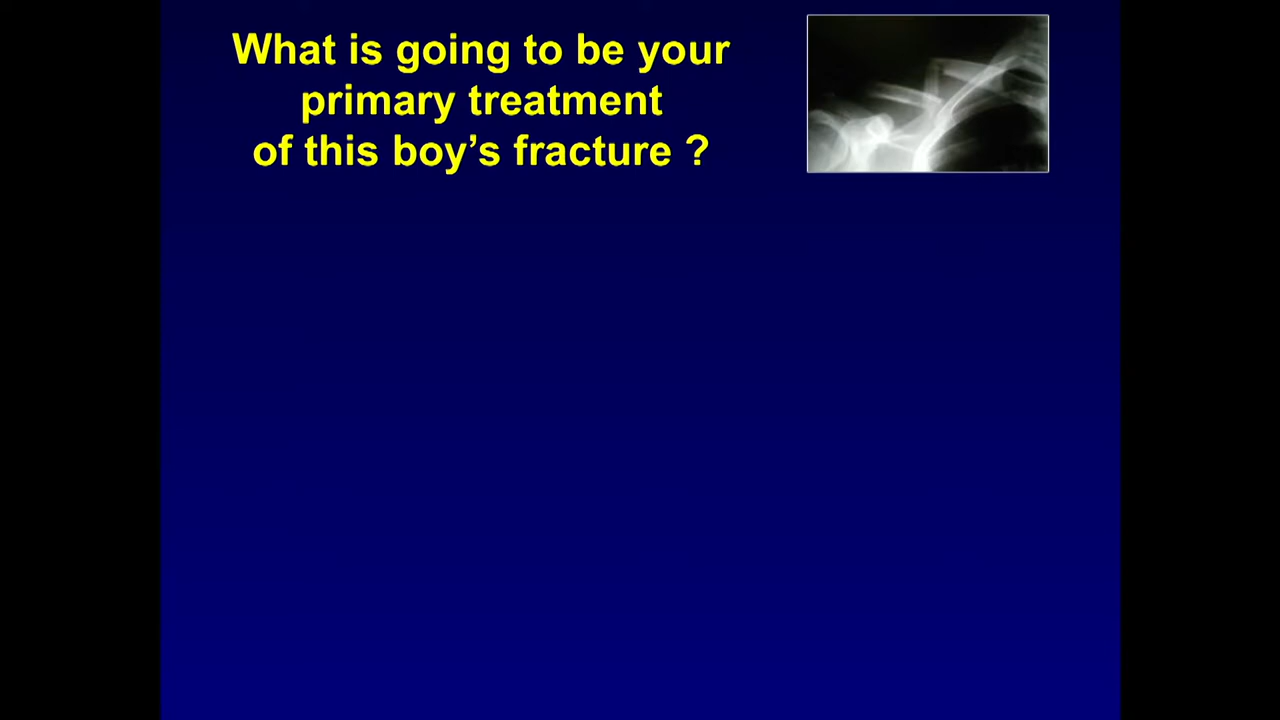 What is going to be your
primary treatment
of this boy’s fracture ?